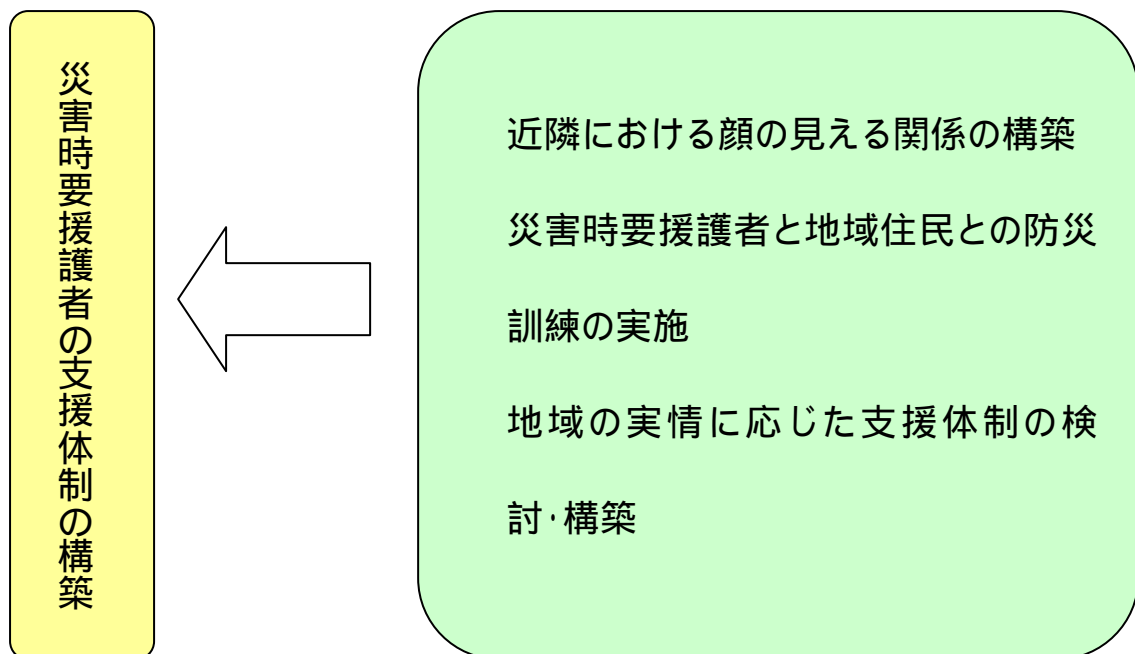 災害時要援護者の支援体制の構築
近隣における顔の見える関係の構築
災害時要援護者と地域住民との防災
訓練の実施
地域の実情に応じた支援体制の検
討・構築